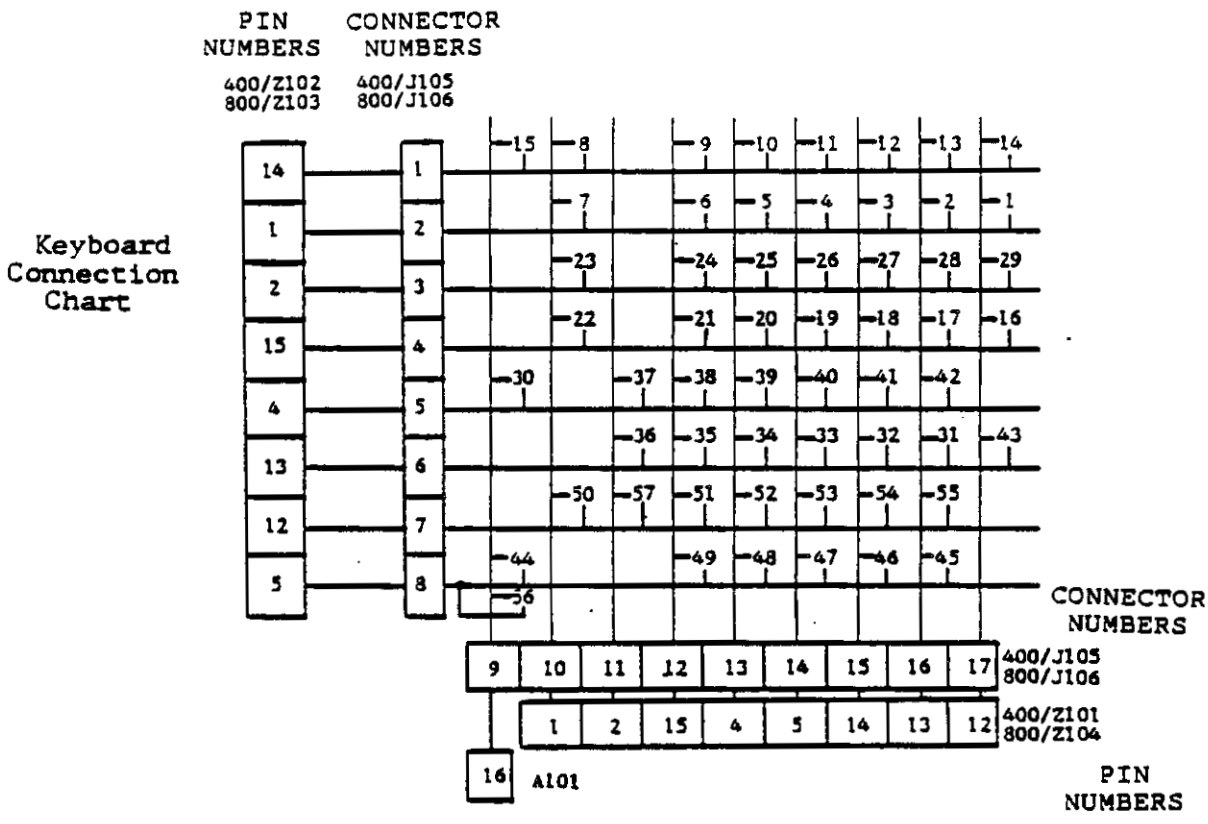 PIN CONNECTOR
NUMBERS NUMBERS
400/Z102 400/J105
800/Z103 800/J106
15 8 9 10 11 12 13 14
14 1
7 6 5 4 3 2 1
1 2
Keyboard
Connection
Chart
23 24 25 26 27 28 29
2 3
22 21 20 19 18 17 16
15 4
30 37 38 39 40 41 42
4 5
36 35 34 33 32 31 43
13 6
50 57 51 52 53 54 55
12 7
44 49 48 47 46 45
5 8
56
CONNECTOR
NUMBERS
9 10 11 12 13 14 15 16 17 400/J105
800/J106
1 2 15 4 5 14 13 12 400/Z101
800/Z104
16 A101
PIN
NUMBERS